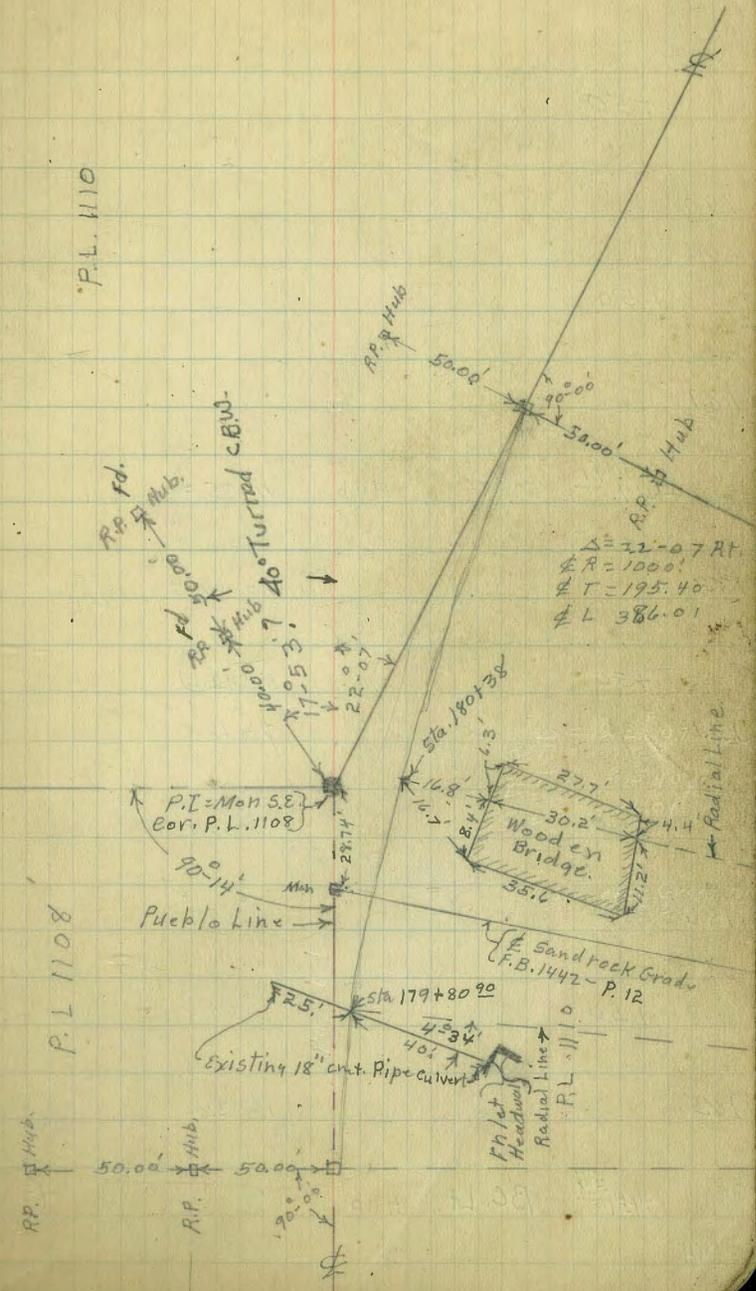 P.L. 1110
R.P. Hub
50.00'
90°-00'
50.00'
R.P. Hub
Δ= 22-07 Rt.
₵ R = 1000'
₵ T = 195.40
₵ L 386.01
R.P. Fd.
Hub.
50.00
Fd
R.P.
Hub
40.00
17-53'
? 40° Turned C.B.W.
22°-07'
P.I = Mon S.E.
cor. P.L. 1108
28.74'
90°-14'
Mon
Pueblo Line
P.L 1108
Sta. 180+38
16.8'
16.7'
6.3'
8.4'
27.7'
30.2'
Wooden
Bridge.
35.6
4.4'
11.2'
Radial Line.
₵ Sandrock Grade
F.B. 1442 - P. 12
25.'
Sta 179+80 90
4°34'
40.'
Existing 18" cmt. Pipe culvert
Inlet
Headwall
Radial Line
P.L. 1110
R.P. Hub.
50.00'
R.P. Hub.
50.00'
90°-00'
₵